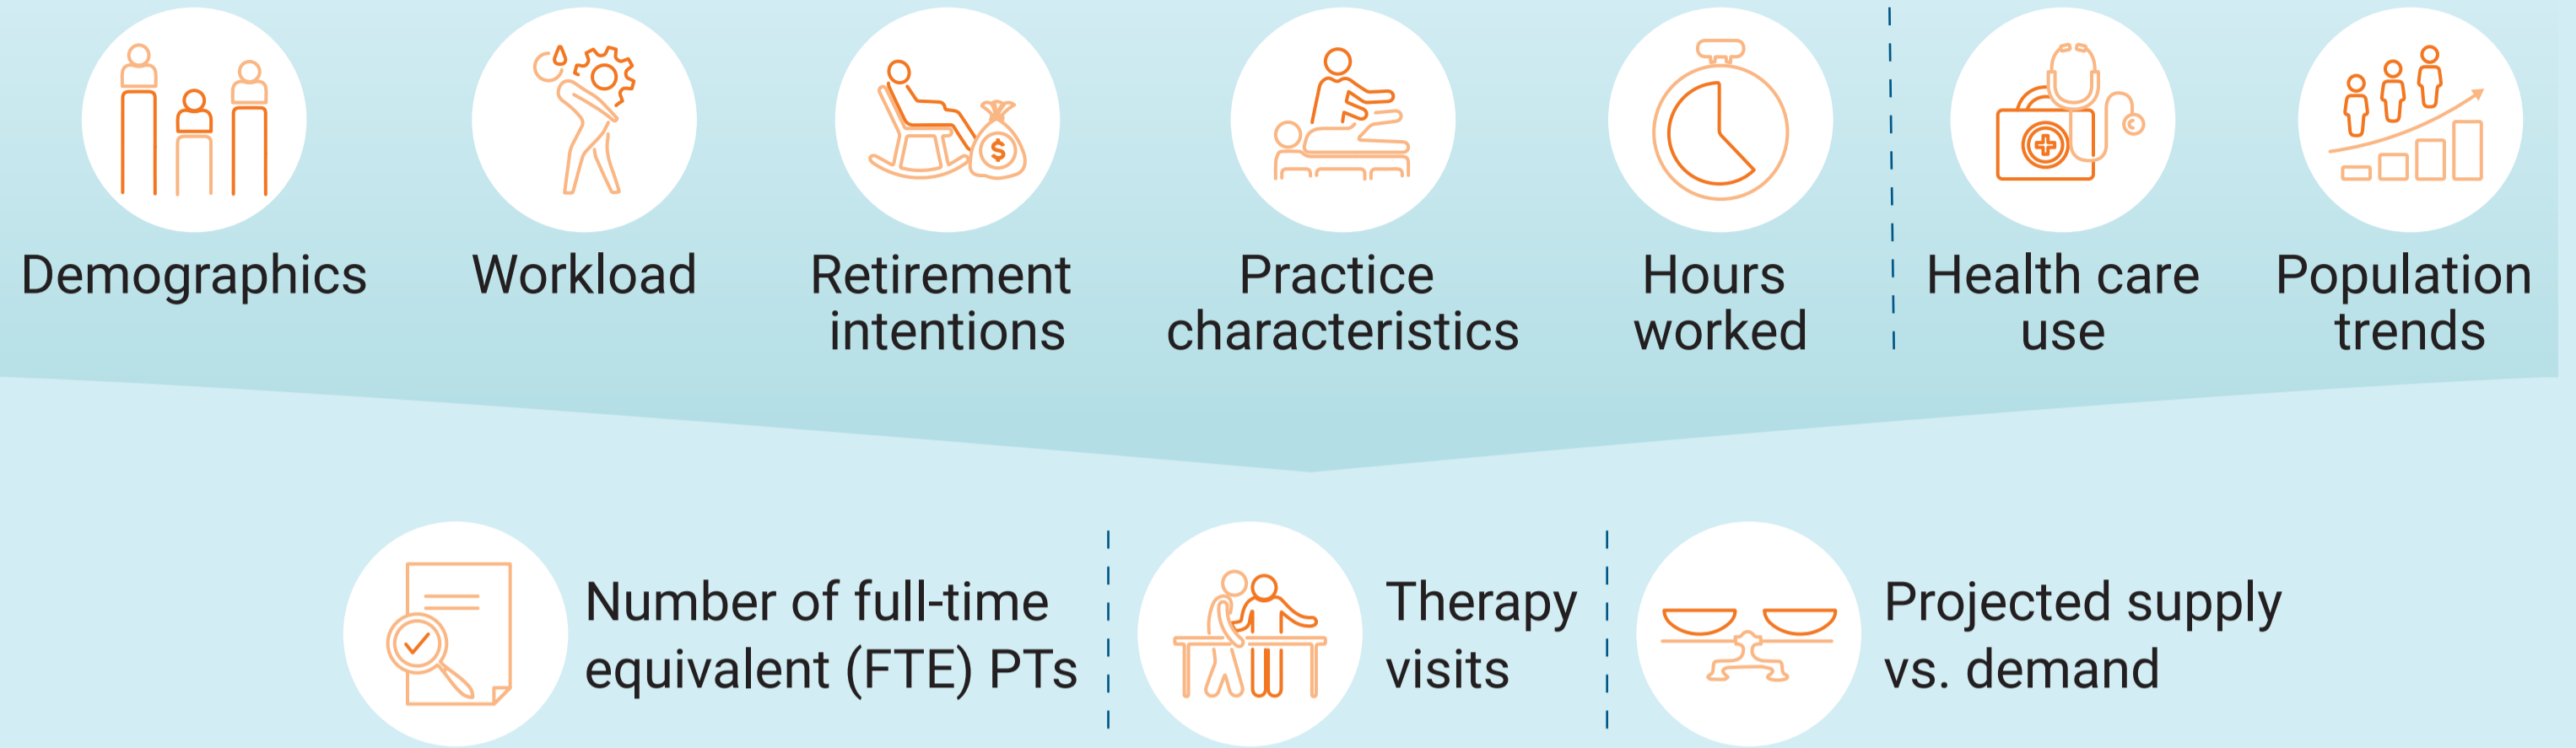 Demographics
Workload
Retirement
intentions
Practice
characteristics
Hours
worked
Health care
use
Population
trends
$
Number of full-time
equivalent (FTE) PTs
Therapy
visits
Projected supply
vs. demand